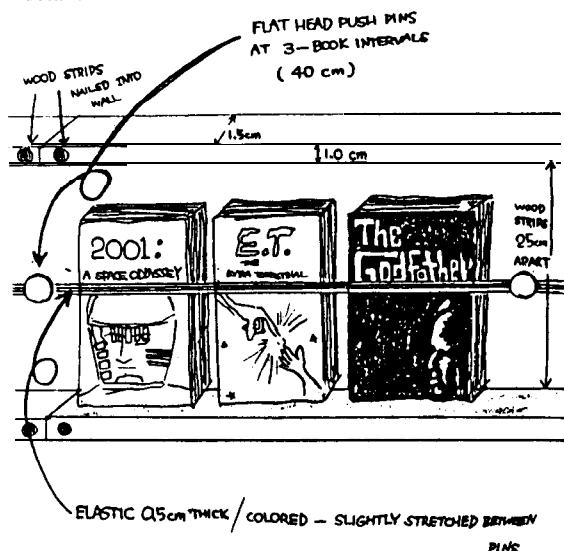 FLAT HEAD PUSH PINS
AT 3-BOOK INTERVALS
(40 cm)
WOOD STRIPS
NAILED INTO
WALL
1.5cm
1.0 cm
WOOD
STRIPS
25cm
APART
2001:
A SPACE ODYSSEY
E.T.
THE
EXTRA TERRESTRIAL
The
Godfather
ELASTIC 0.5cm THICK / COLORED - SLIGHTLY STRETCHED BETWEEN
PINS